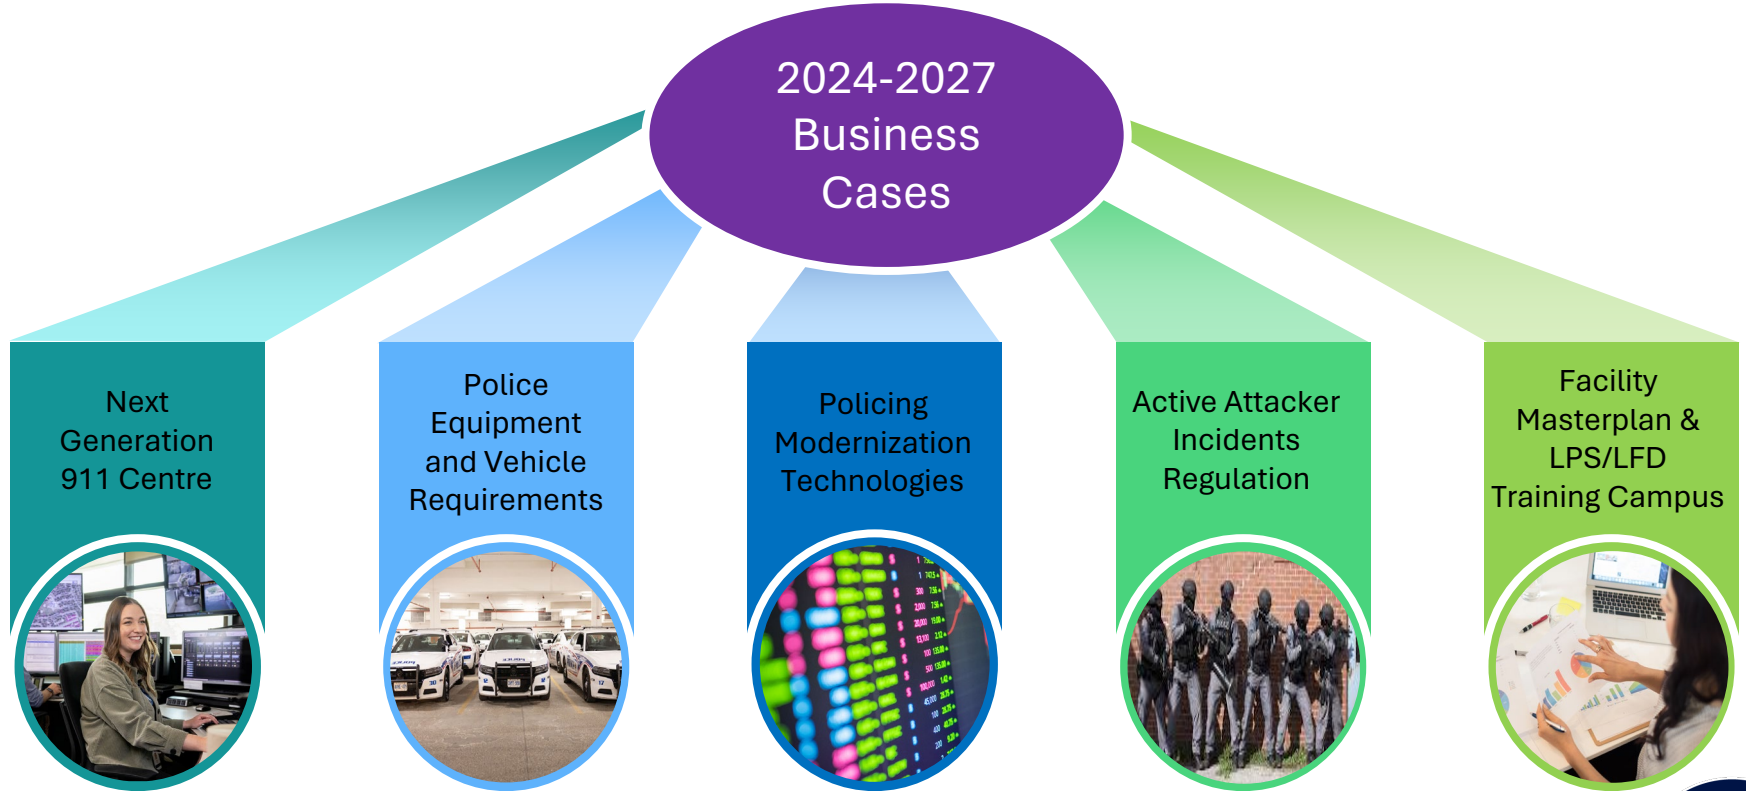 2024-2027
Business
Cases
Next
Generation
911 Centre
Police
Equipment
and Vehicle
Requirements
Policing
Modernization
Technologies
Active Attacker
Incidents
Regulation
Facility
Masterplan &
LPS/LFD
Training Campus